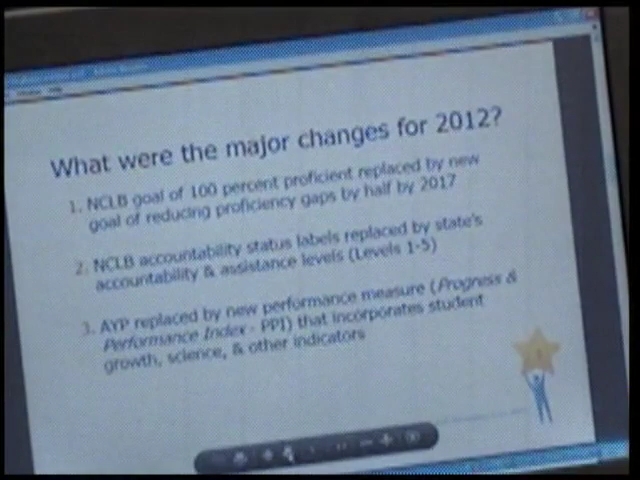 What were the major changes for 2012?
1. NCLB goal of 100 percent proficient replaced by new
goal of reducing proficiency gaps by half by 2017
2. NCLB accountability status labels replaced by state's
accountability & assistance levels (Levels 1-5)
3. AYP replaced by new performance measure (Progress &
Performance Index - PPI) that incorporates student
growth, science, & other indicators